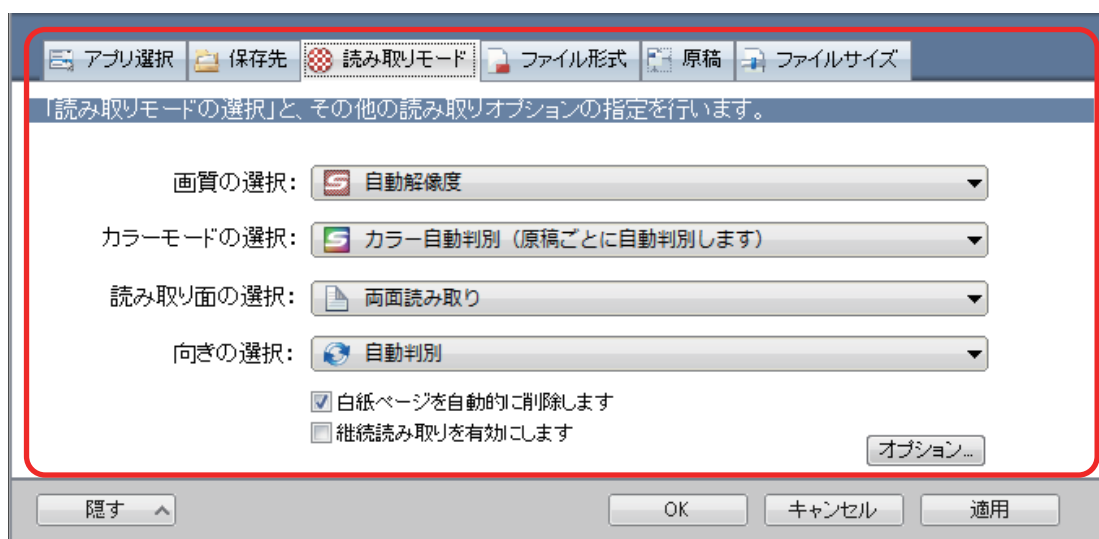 アプリ選択 保存先 読み取りモード ファイル形式 原稿 ファイルサイズ
「読み取りモードの選択」と、その他の読み取りオプションの指定を行います。
画質の選択: 自動解像度
カラーモードの選択: カラー自動判別（原稿ごとに自動判別します）
読み取り面の選択: 両面読み取り
向きの選択: 自動判別
白紙ページを自動的に削除します
継続読み取りを有効にします
オプション...
隠す OK キャンセル 適用